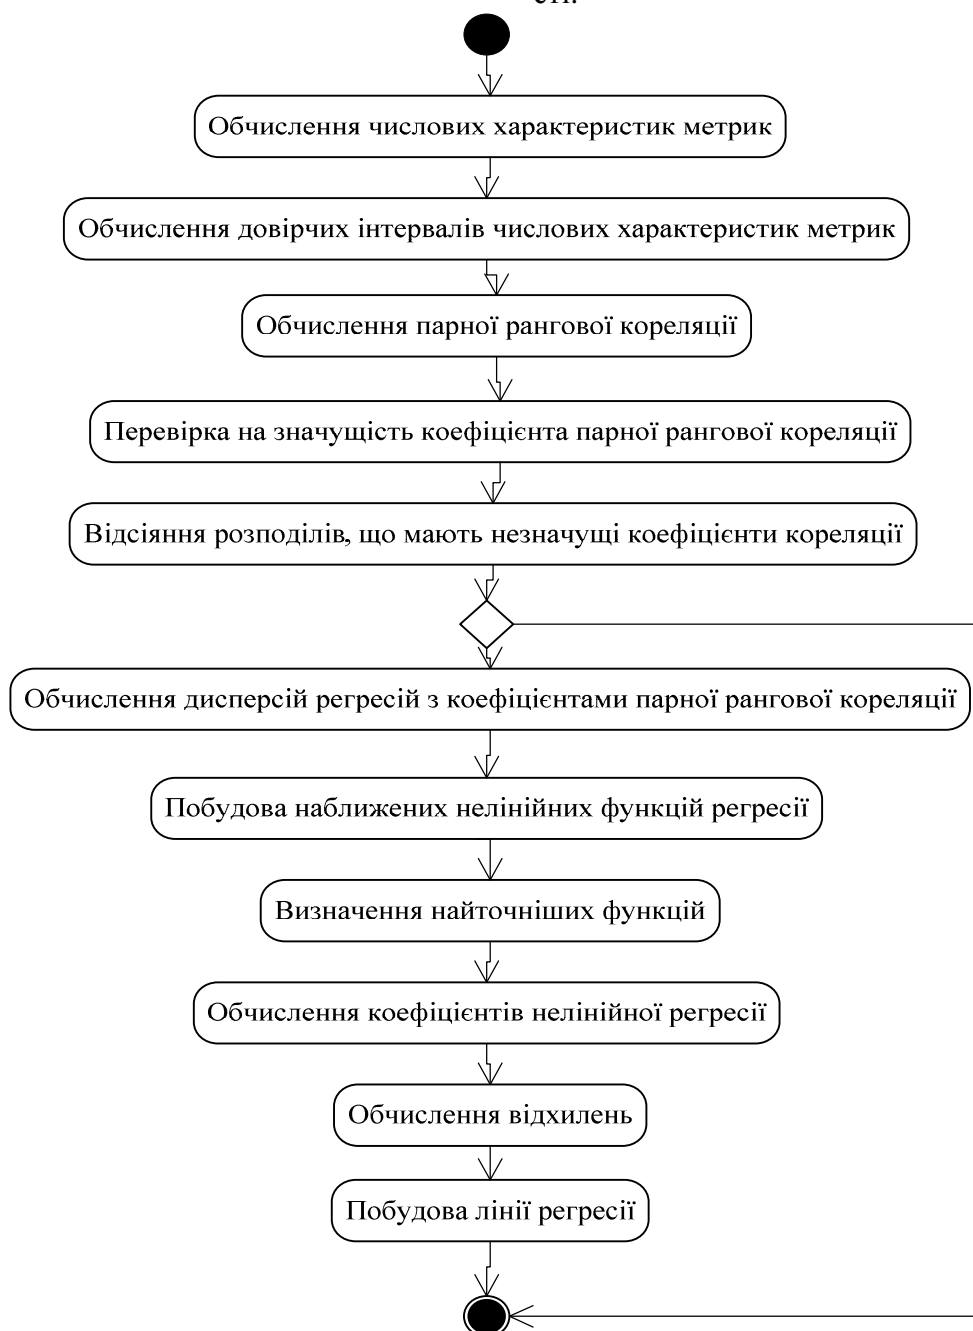 сті.
Обчислення числових характеристик метрик
Обчислення довірчих інтервалів числових характеристик метрик
Обчислення парної рангової кореляції
Перевірка на значущість коефіцієнта парної рангової кореляції
Відсіяння розподілів, що мають незначущі коефіцієнти кореляції
Обчислення дисперсій регресій з коефіцієнтами парної рангової кореляції
Побудова наближених нелінійних функцій регресії
Визначення найточніших функцій
Обчислення коефіцієнтів нелінійної регресії
Обчислення відхилень
Побудова лінії регресії